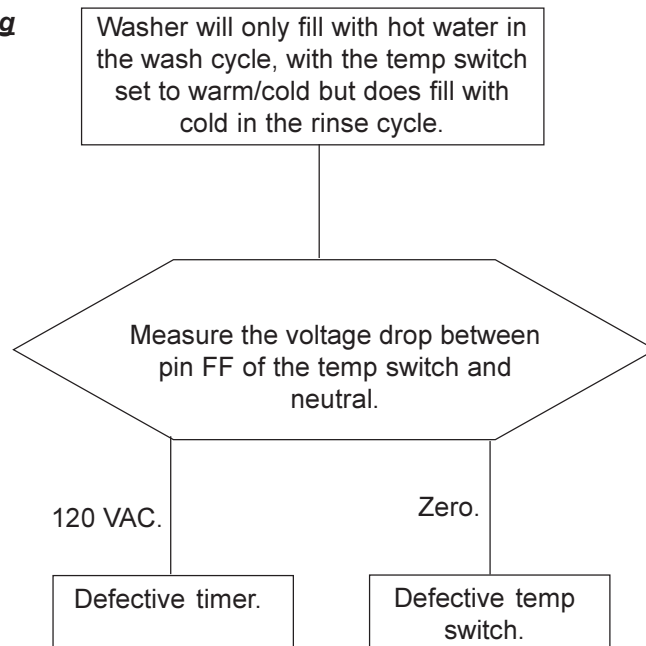 g
Washer will only fill with hot water in
the wash cycle, with the temp switch
set to warm/cold but does fill with
cold in the rinse cycle.
Measure the voltage drop between
pin FF of the temp switch and
neutral.
120 VAC.
Zero.
Defective timer.
Defective temp
switch.